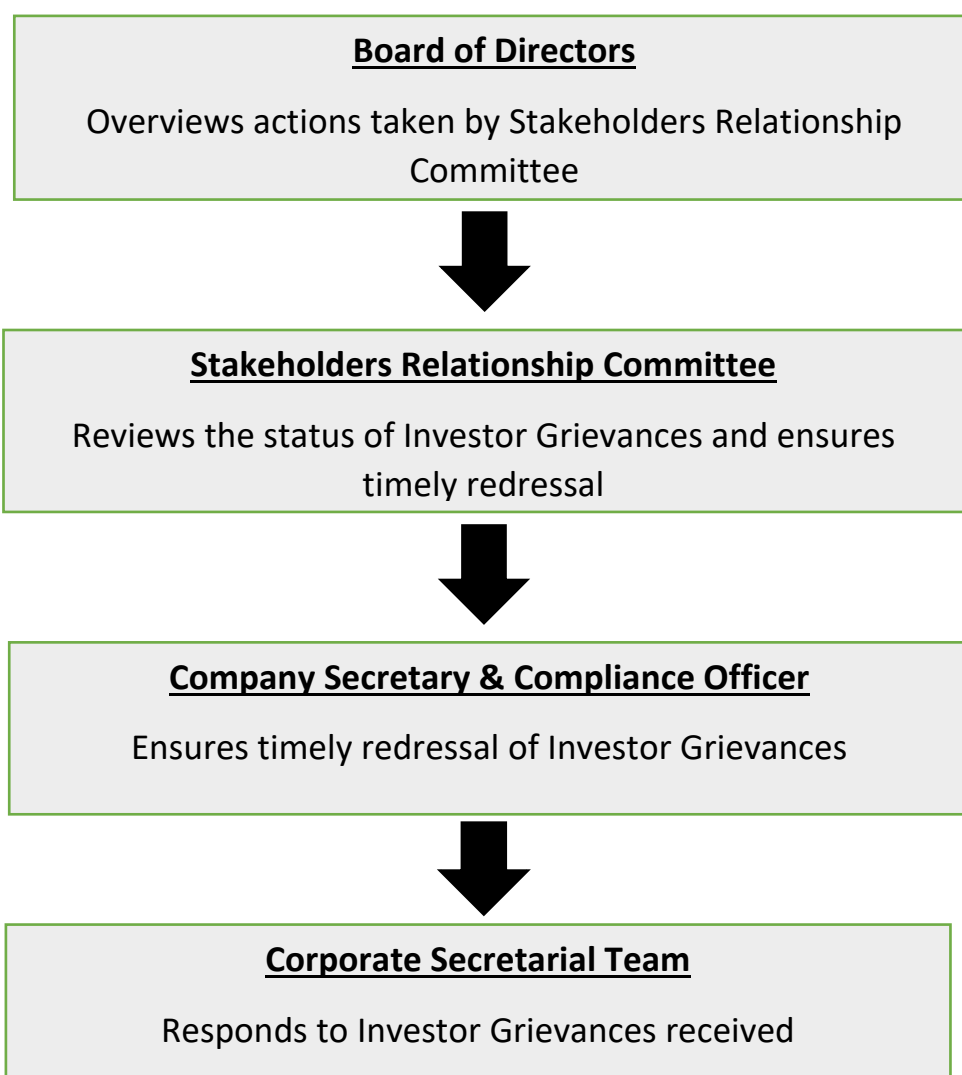 Board of Directors
Overviews actions taken by Stakeholders Relationship
Committee
Stakeholders Relationship Committee
Reviews the status of Investor Grievances and ensures
timely redressal
Company Secretary & Compliance Officer
Ensures timely redressal of Investor Grievances
Corporate Secretarial Team
Responds to Investor Grievances received